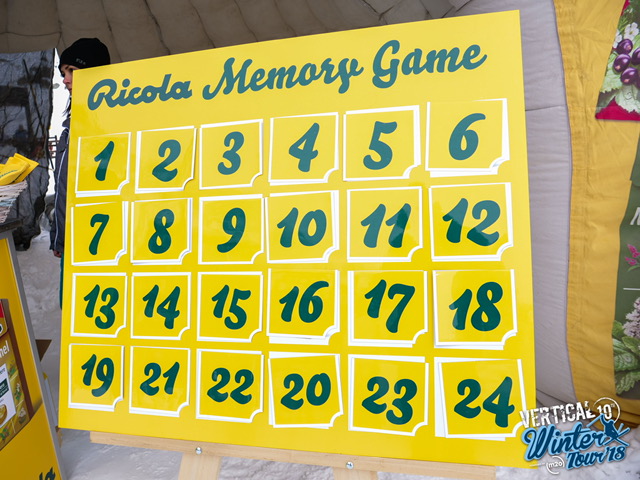 Ricola Memory Game
1 2 3 4 5 6
7 8 9 10 11 12
13 14 15 16 17 18
19 21 22 20 23 24
VERTICAL
Winter
m2o Tour'18